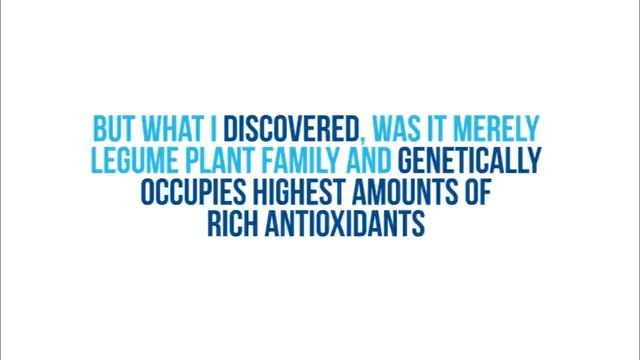 BUT WHAT I DISCOVERED, WAS IT MERELY
LEGUME PLANT FAMILY AND GENETICALLY
OCCUPIES HIGHEST AMOUNTS OF
RICH ANTIOXIDANTS